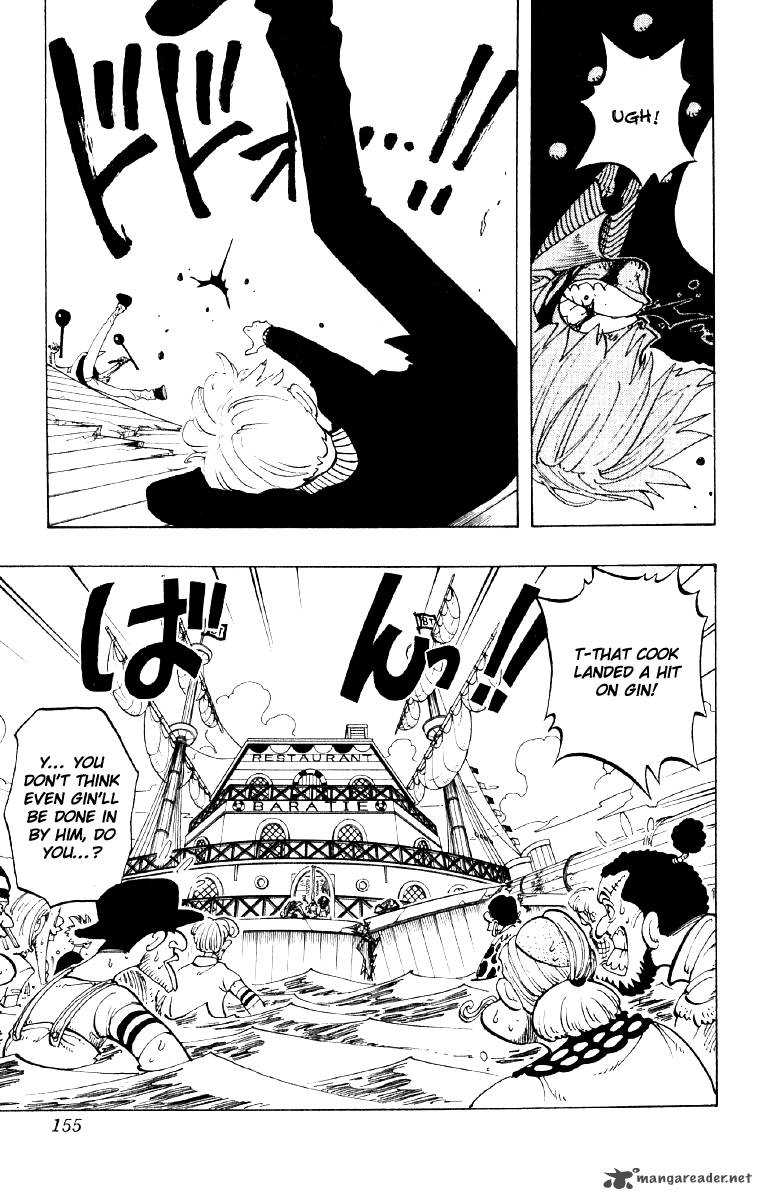 UGH!
ドドォ…!!
T-THAT COOK
LANDED A HIT
ON GIN!
ばんっ!!
RESTAURANT
BARATIE
Y... YOU
DON'T THINK
EVEN GIN'LL
BE DONE IN
BY HIM, DO
YOU...?
155
mangareader.net